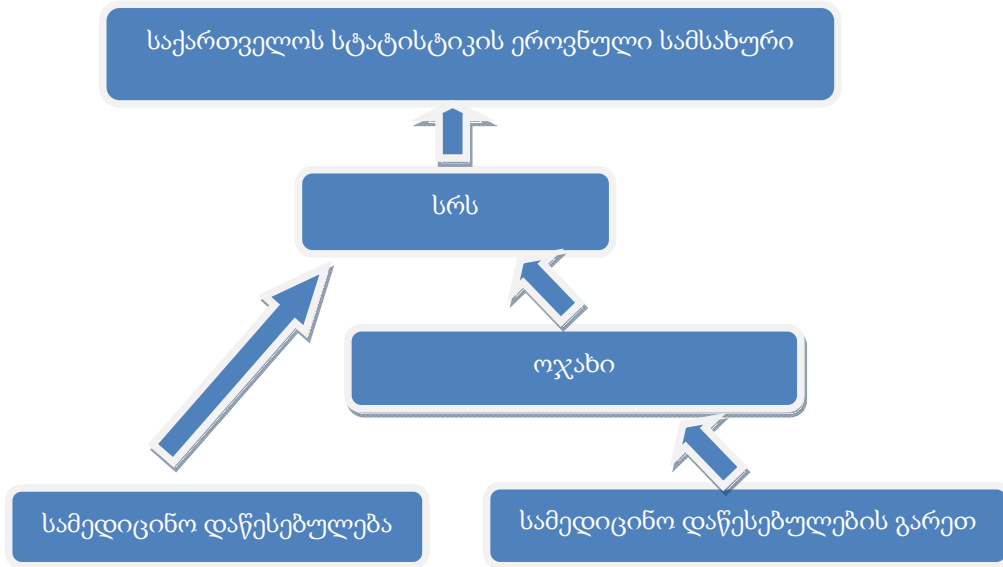 საქართველოს სტატისტიკის ეროვნული სამსახური
სრს
ოჯახი
სამედიცინო დაწესებულება
სამედიცინო დაწესებულების გარეთ